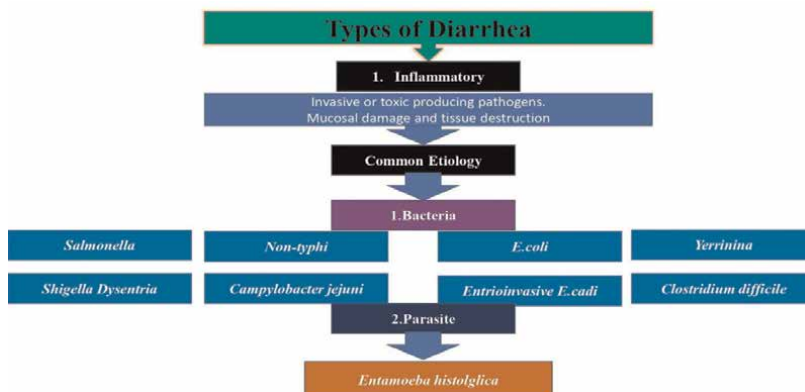 Types of Diarrhea
1. Inflammatory
Invasive or toxic producing pathogens.
Mucosal damage and tissue destruction
Common Etiology
1.Bacteria
Salmonella
Non-typhi
E.coli
Yerrinina
Shigella Dysentria
Campylobacter jejuni
Entrioinvasive E.cadi
Clostridium difficile
2.Parasite
Entamoeba histolglica